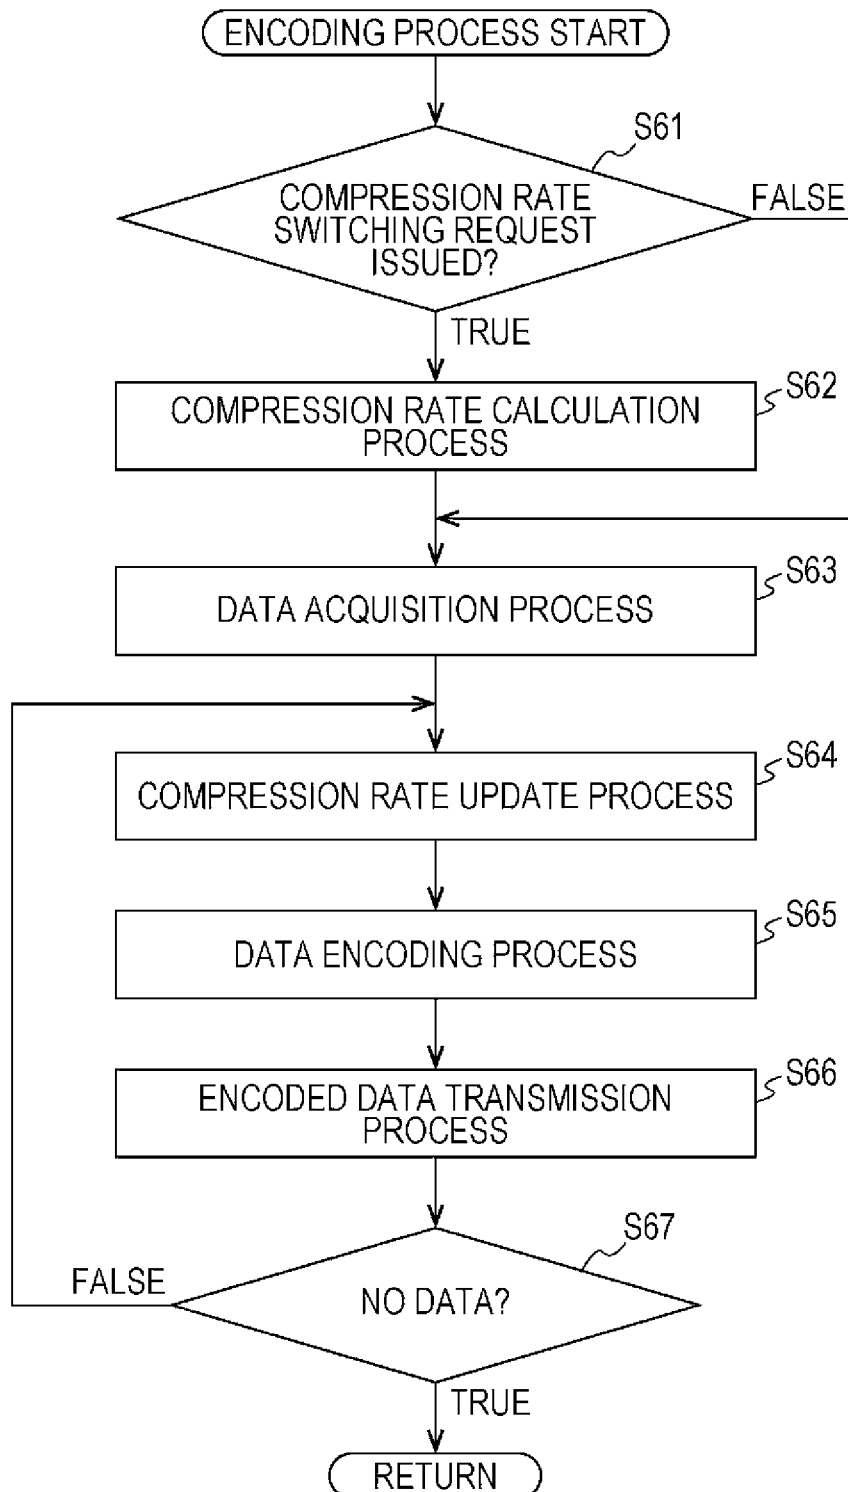 ENCODING PROCESS START
S61
COMPRESSION RATE
SWITCHING REQUEST
ISSUED?
FALSE
TRUE
S62
COMPRESSION RATE CALCULATION
PROCESS
S63
DATA ACQUISITION PROCESS
S64
COMPRESSION RATE UPDATE PROCESS
S65
DATA ENCODING PROCESS
S66
ENCODED DATA TRANSMISSION
PROCESS
S67
FALSE
NO DATA?
TRUE
RETURN